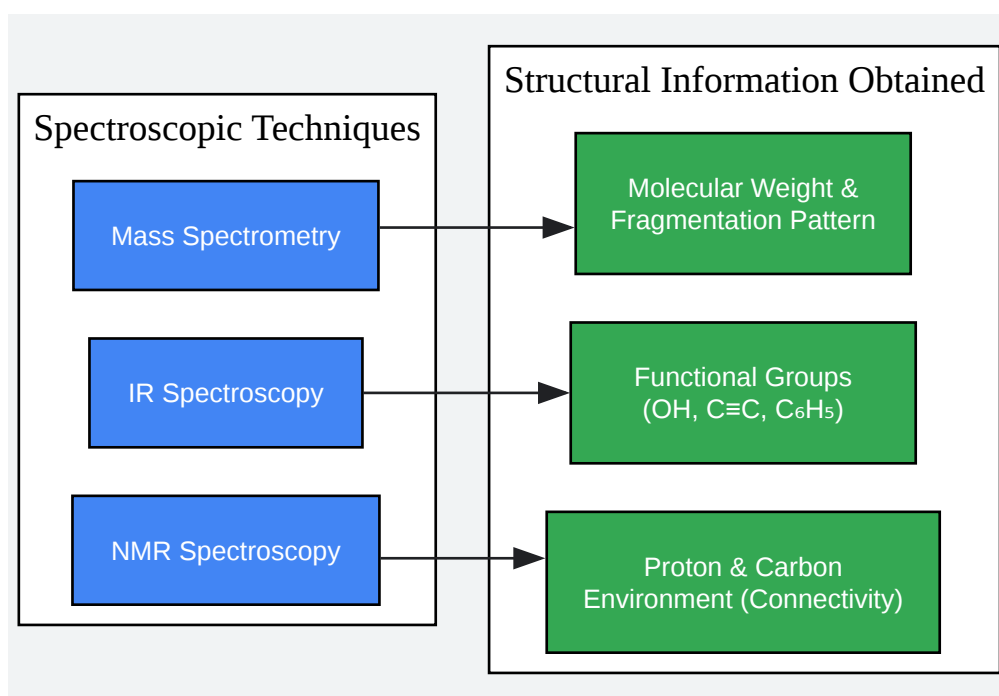 Spectroscopic Techniques
Mass Spectrometry
IR Spectroscopy
NMR Spectroscopy
Structural Information Obtained
Molecular Weight &
Fragmentation Pattern
Functional Groups
(OH, C≡C, C₆H₅)
Proton & Carbon
Environment (Connectivity)